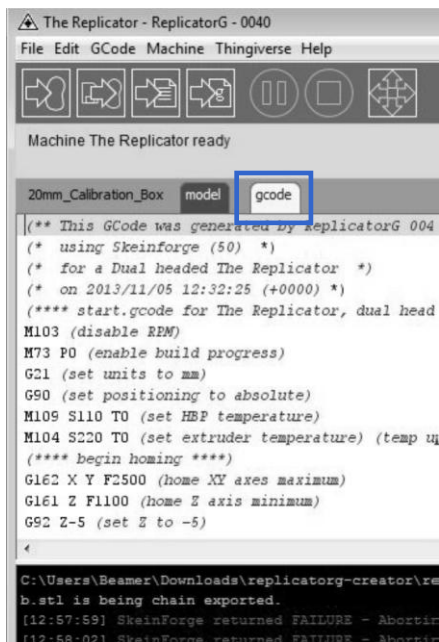 The Replicator - ReplicatorG - 0040
File Edit GCode Machine Thingiverse Help
Machine The Replicator ready
20mm_Calibration_Box model gcode
(** This GCode was generated by ReplicatorG 004
(* using Skeinforge (50) *)
(* for a Dual headed The Replicator *)
(* on 2013/11/05 12:32:25 (+0000) *)
(**** start.gcode for The Replicator, dual head
M103 (disable RPM)
M73 P0 (enable build progress)
G21 (set units to mm)
G90 (set positioning to absolute)
M109 S110 T0 (set HBP temperature)
M104 S220 T0 (set extruder temperature) (temp up
(**** begin homing ****)
G162 X Y F2500 (home XY axes maximum)
G161 Z F1100 (home Z axis minimum)
G92 Z-5 (set Z to -5)
C:\Users\Beamer\Downloads\replicatorg-creator\re
b.stl is being chain exported.
[12:57:59] SkeinForge returned FAILURE - Abortin
[12:58:02] SkeinForge returned FAILURE - Abortin